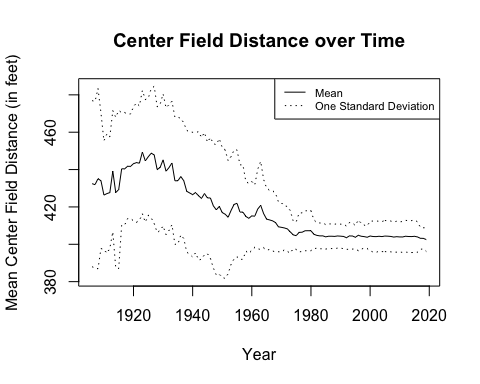 Center Field Distance over Time
Mean
One Standard Deviation
Mean Center Field Distance (in feet)
460
420
380
1920 1940 1960 1980 2000 2020
Year